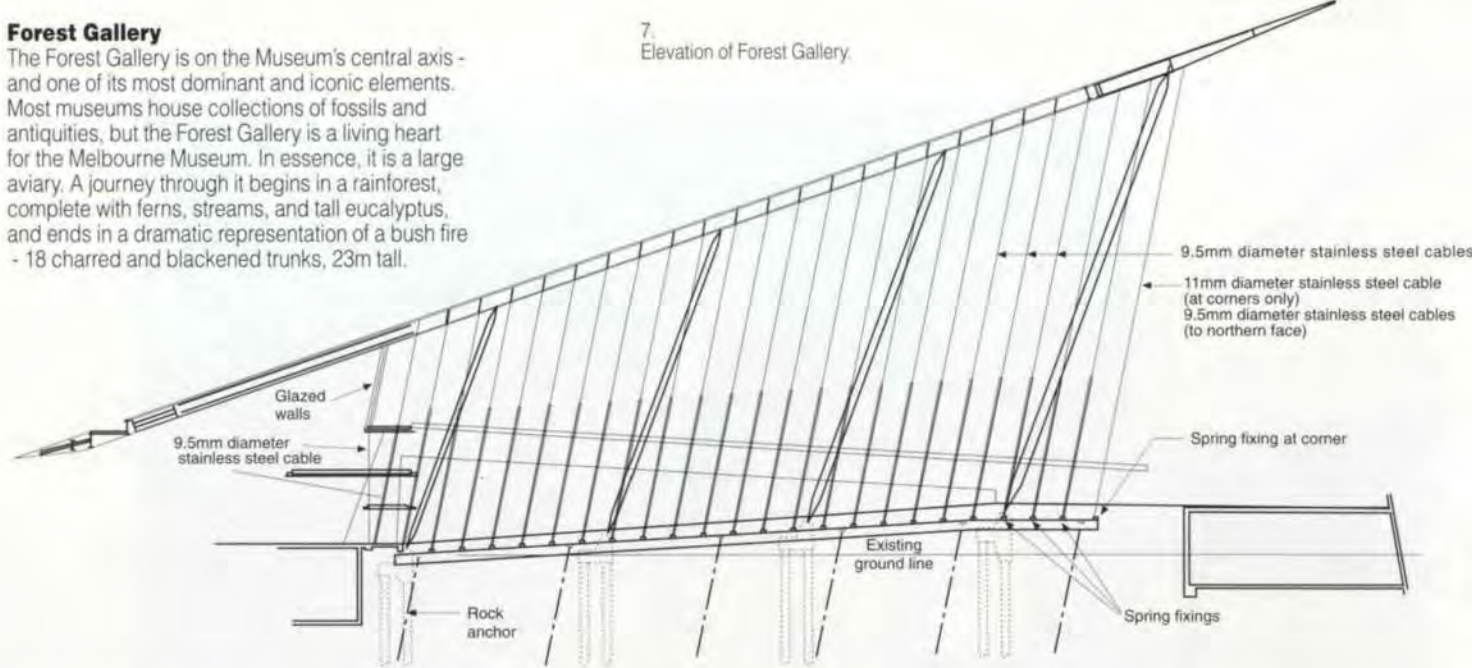 Forest Gallery
The Forest Gallery is on the Museum's central axis -
and one of its most dominant and iconic elements.
Most museums house collections of fossils and
antiquities, but the Forest Gallery is a living heart
for the Melbourne Museum. In essence, it is a large
aviary. A journey through it begins in a rainforest,
complete with ferns, streams, and tall eucalyptus,
and ends in a dramatic representation of a bush fire
- 18 charred and blackened trunks, 23m tall.
7.
Elevation of Forest Gallery.
9.5mm diameter stainless steel cables
11mm diameter stainless steel cable
(at corners only)
9.5mm diameter stainless steel cables
(to northern face)
Glazed
walls
9.5mm diameter
stainless steel cable
Spring fixing at corner
Existing
ground line
Rock
anchor
Spring fixings